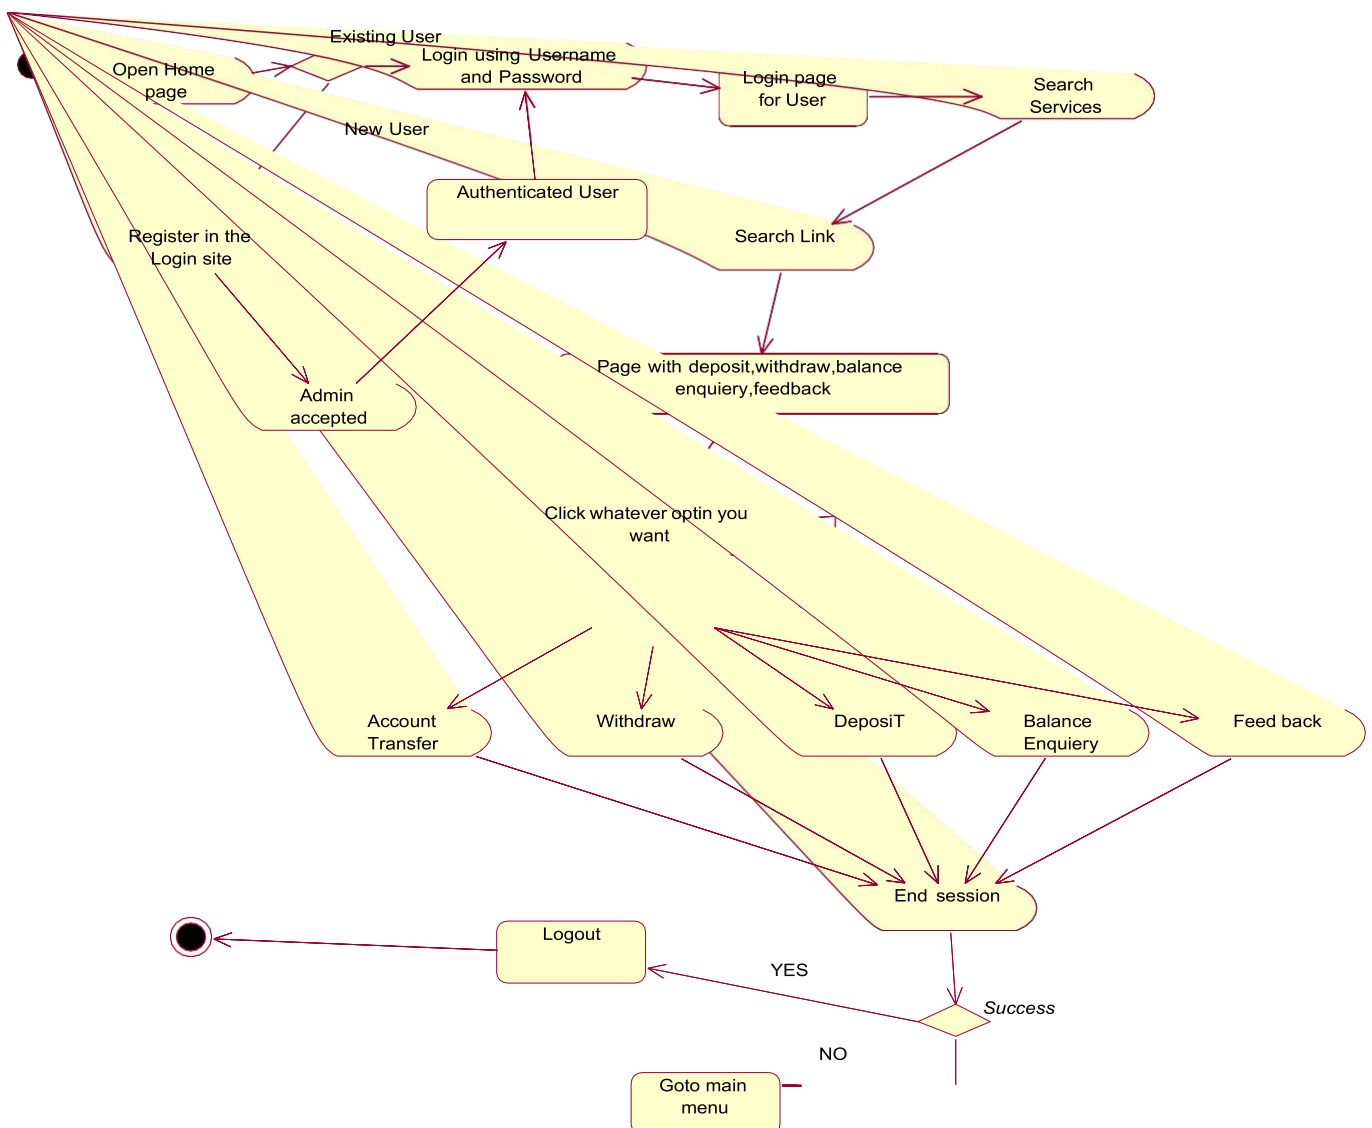 Existing User
Open Home
page
Login using Username
and Password
Login page
for User
Search
Services
New User
Authenticated User
Register in the
Login site
Search Link
Page with deposit,withdraw,balance
enquiery,feedback
Admin
accepted
Click whatever optin you
want
Account
Transfer
Withdraw
DeposiT
Balance
Enquiery
Feed back
End session
Logout
YES
Success
NO
Goto main
menu